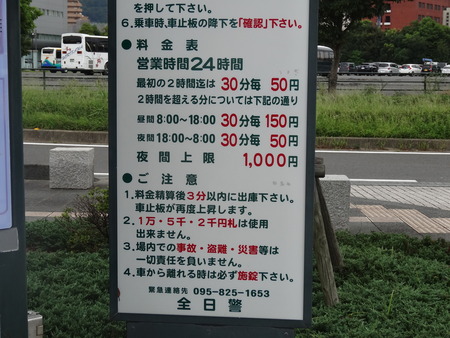 を押して下さい。
6.乗車時、車止板の降下を「確認」下さい。
●料金表
営業時間24時間
最初の2時間迄は 30分毎 50円
2時間を超える分については下記の通り
昼間 8:00〜18:00 30分毎 150円
夜間 18:00〜8:00 30分毎 50円
夜間上限 1,000円
●ご注意
1.料金精算後3分以内に出庫下さい。
車止板が再度上昇します。
2.1万・5千・2千円札は使用
出来ません。
3.場内での事故・盗難・災害等は
一切責任を負いません。
4.車から離れる時は必ず施錠下さい。
緊急連絡先 095-825-1653
全日警